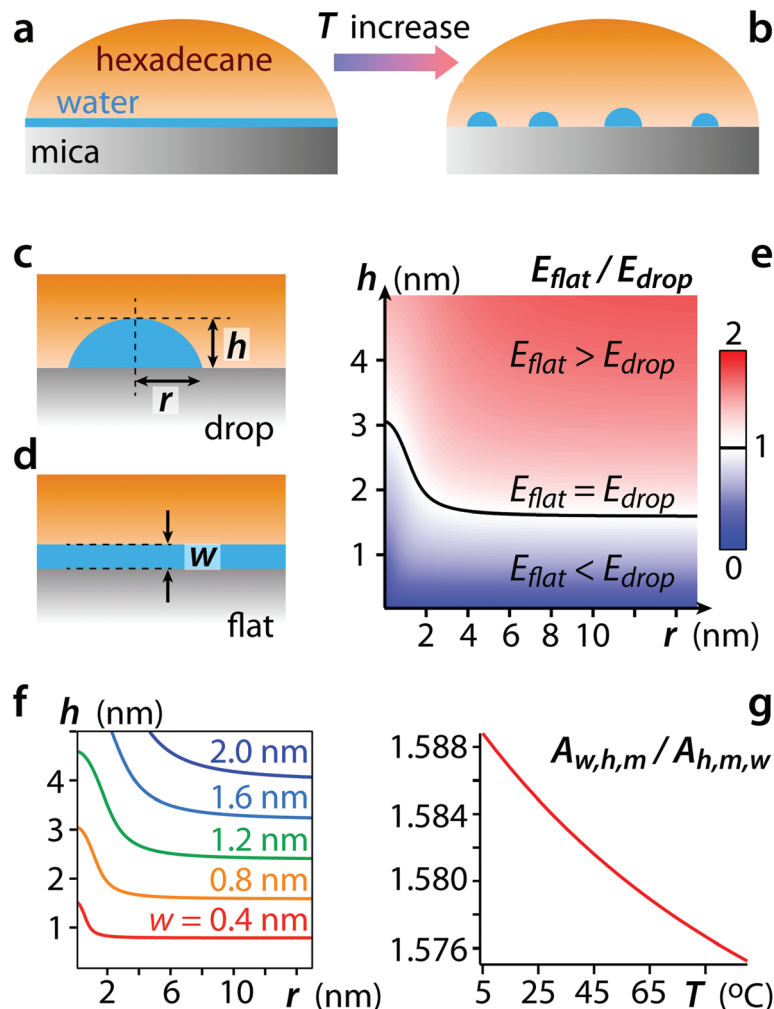 a
T increase
b
hexadecane
water
mica
c
h
r
drop
d
w
flat
e
h (nm)
E_flat / E_drop
4
3
2
1
E_flat > E_drop
E_flat = E_drop
E_flat < E_drop
2 4 6 8 10 r (nm)
2
1
0
f
h (nm)
4
3
2
1
2.0 nm
1.6 nm
1.2 nm
0.8 nm
w = 0.4 nm
2 6 10 r (nm)
g
A_w,h,m / A_h,m,w
1.588
1.584
1.580
1.576
5 25 45 65 T (ºC)